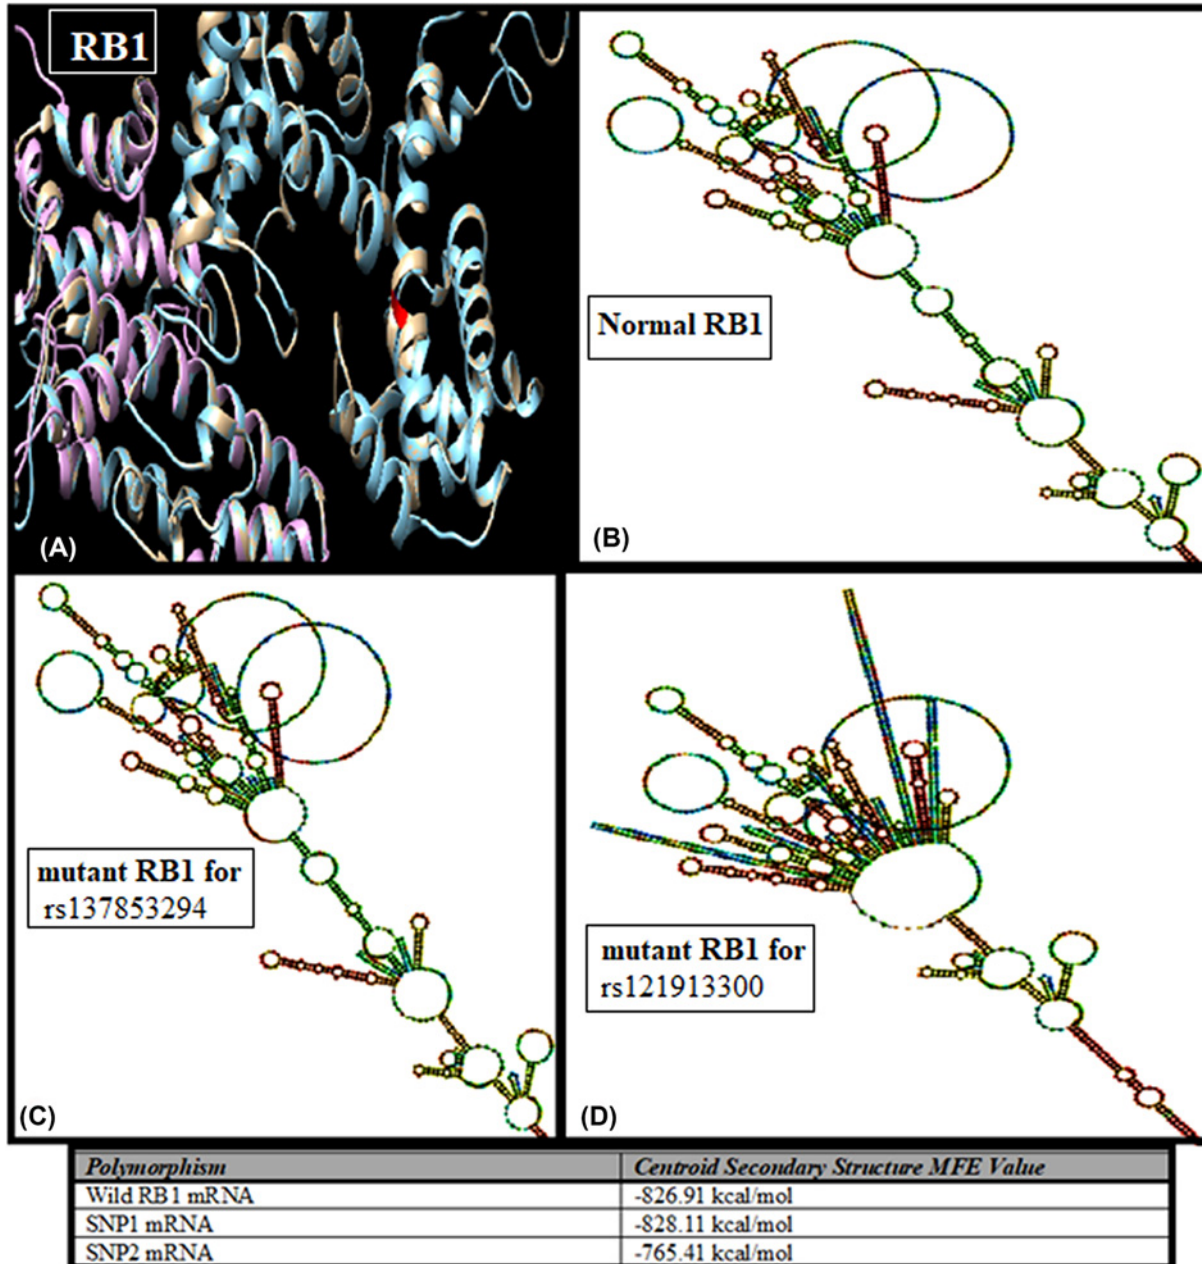 RB1
(A)
Normal RB1
(B)
mutant RB1 for
rs137853294
(C)
mutant RB1 for
rs121913300
(D)
Polymorphism Centroid Secondary Structure MFE Value
Wild RB1 mRNA -826.91 kcal/mol
SNP1 mRNA -828.11 kcal/mol
SNP2 mRNA -765.41 kcal/mol